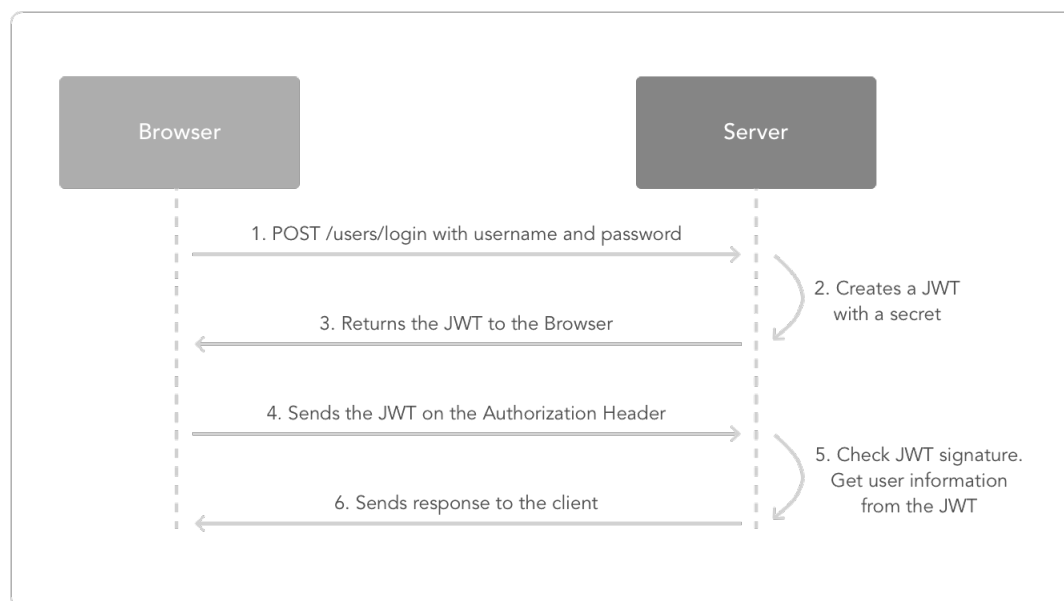 Browser
Server
1. POST /users/login with username and password
2. Creates a JWT
with a secret
3. Returns the JWT to the Browser
4. Sends the JWT on the Authorization Header
5. Check JWT signature.
Get user information
from the JWT
6. Sends response to the client